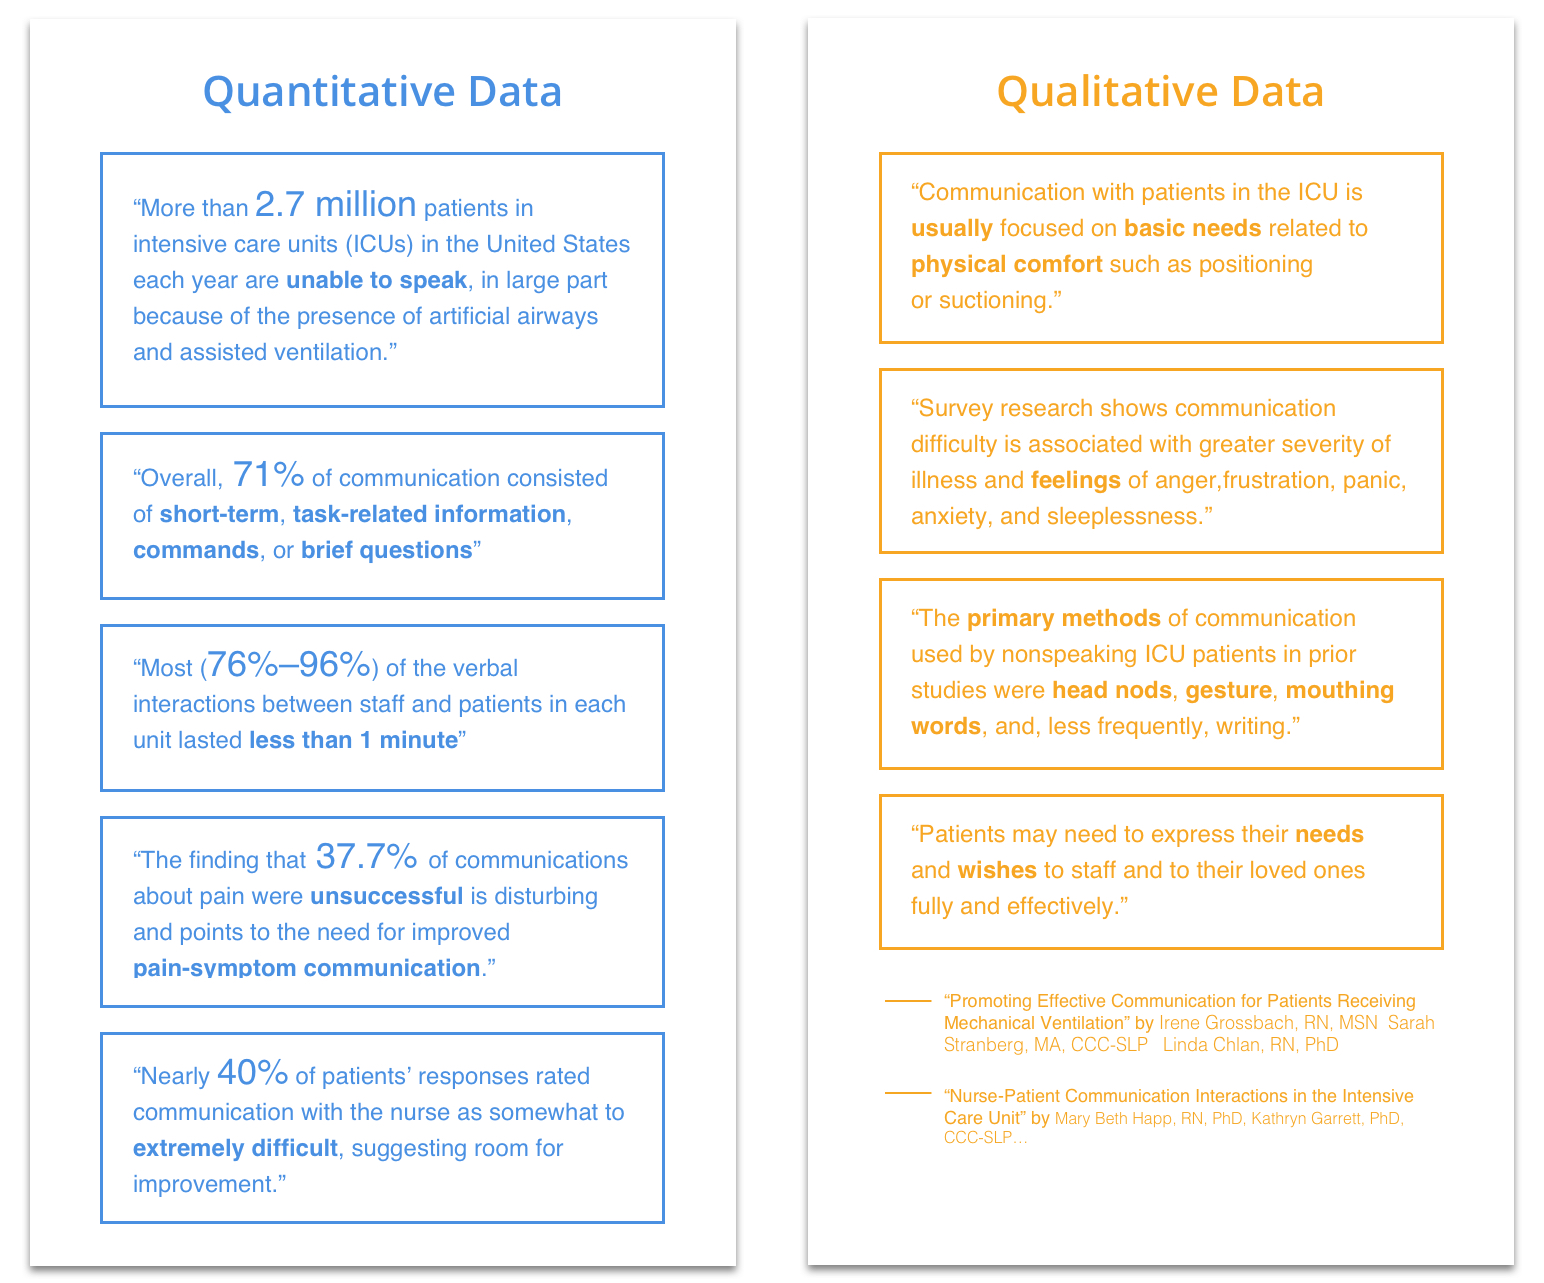 Quantitative Data
“More than 2.7 million patients in
intensive care units (ICUs) in the United States
each year are unable to speak, in large part
because of the presence of artificial airways
and assisted ventilation.”
“Overall, 71% of communication consisted
of short-term, task-related information,
commands, or brief questions”
“Most (76%–96%) of the verbal
interactions between staff and patients in each
unit lasted less than 1 minute”
“The finding that 37.7% of communications
about pain were unsuccessful is disturbing
and points to the need for improved
pain-symptom communication.”
“Nearly 40% of patients’ responses rated
communication with the nurse as somewhat to
extremely difficult, suggesting room for
improvement.”
Qualitative Data
“Communication with patients in the ICU is
usually focused on basic needs related to
physical comfort such as positioning
or suctioning.”
“Survey research shows communication
difficulty is associated with greater severity of
illness and feelings of anger,frustration, panic,
anxiety, and sleeplessness.”
“The primary methods of communication
used by nonspeaking ICU patients in prior
studies were head nods, gesture, mouthing
words, and, less frequently, writing.”
“Patients may need to express their needs
and wishes to staff and to their loved ones
fully and effectively.”
“Promoting Effective Communication for Patients Receiving
Mechanical Ventilation” by Irene Grossbach, RN, MSN  Sarah
Stranberg, MA, CCC-SLP   Linda Chlan, RN, PhD
“Nurse-Patient Communication Interactions in the Intensive
Care Unit” by Mary Beth Happ, RN, PhD, Kathryn Garrett, PhD,
CCC-SLP…